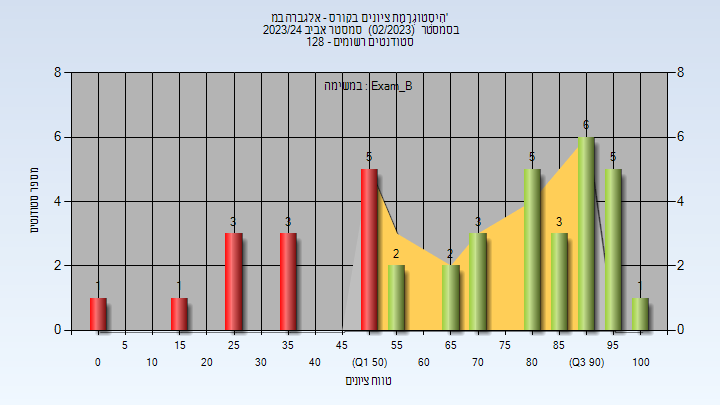 היסטוגרמת ציונים בקורס - אלגברה במ'
בסמסטר (02/2023) סמסטר אביב 2023/24
סטודנטים רשומים - 128
במשימה : Exam_B
8 8
6 6
4 4
2 2
0 0
מספר סטודנטים
1 1 3 3 5 2 2 3 5 3 6 5 1
5 15 25 35 45 55 65 75 85 95
0 10 20 30 40 (Q1 50) 60 70 80 (Q3 90) 100
טווח ציונים